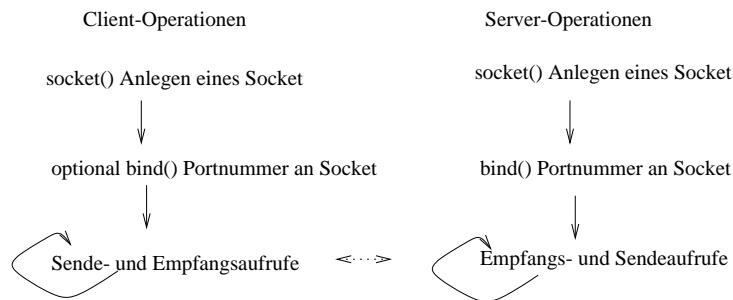 Client-Operationen
Server-Operationen
socket() Anlegen eines Socket
socket() Anlegen eines Socket
optional bind() Portnummer an Socket
bind() Portnummer an Socket
Sende- und Empfangsaufrufe
Empfangs- und Sendeaufrufe